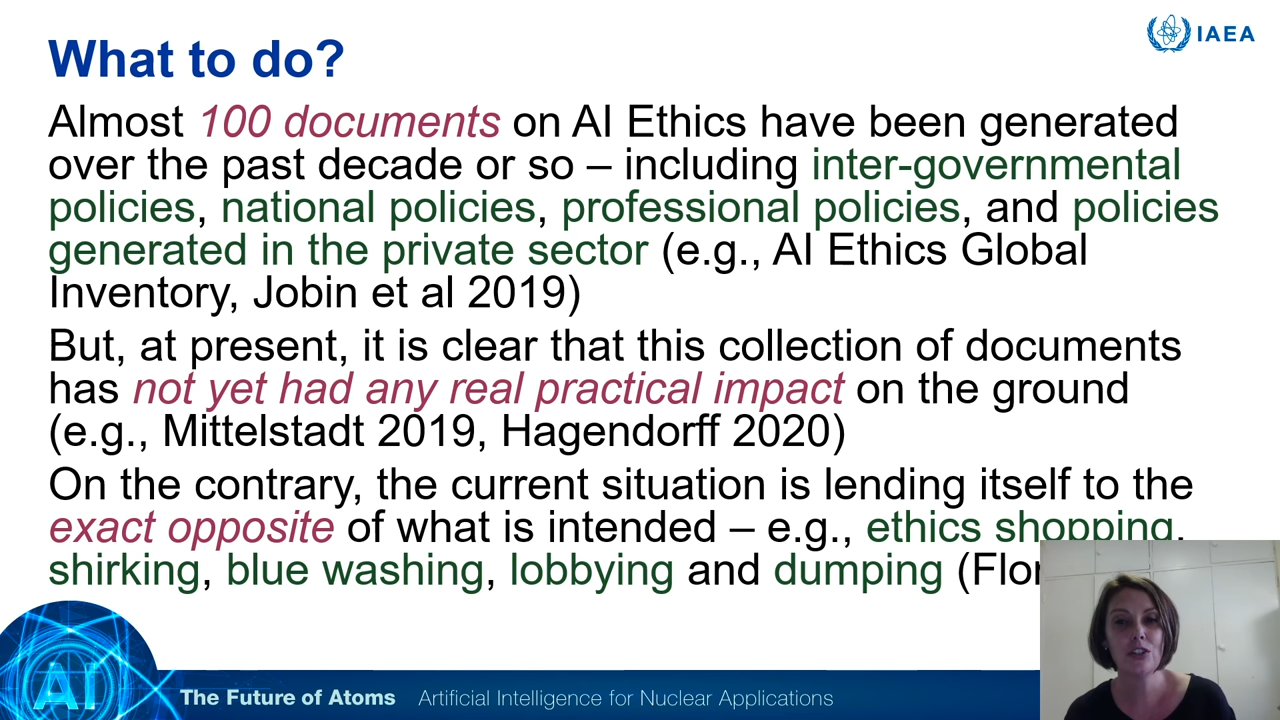 What to do?
IAEA
Almost 100 documents on AI Ethics have been generated
over the past decade or so – including inter-governmental
policies, national policies, professional policies, and policies
generated in the private sector (e.g., AI Ethics Global
Inventory, Jobin et al 2019)
But, at present, it is clear that this collection of documents
has not yet had any real practical impact on the ground
(e.g., Mittelstadt 2019, Hagendorff 2020)
On the contrary, the current situation is lending itself to the
exact opposite of what is intended – e.g., ethics shopping,
shirking, blue washing, lobbying and dumping
AI
The Future of Atoms Artificial Intelligence for Nuclear Applications